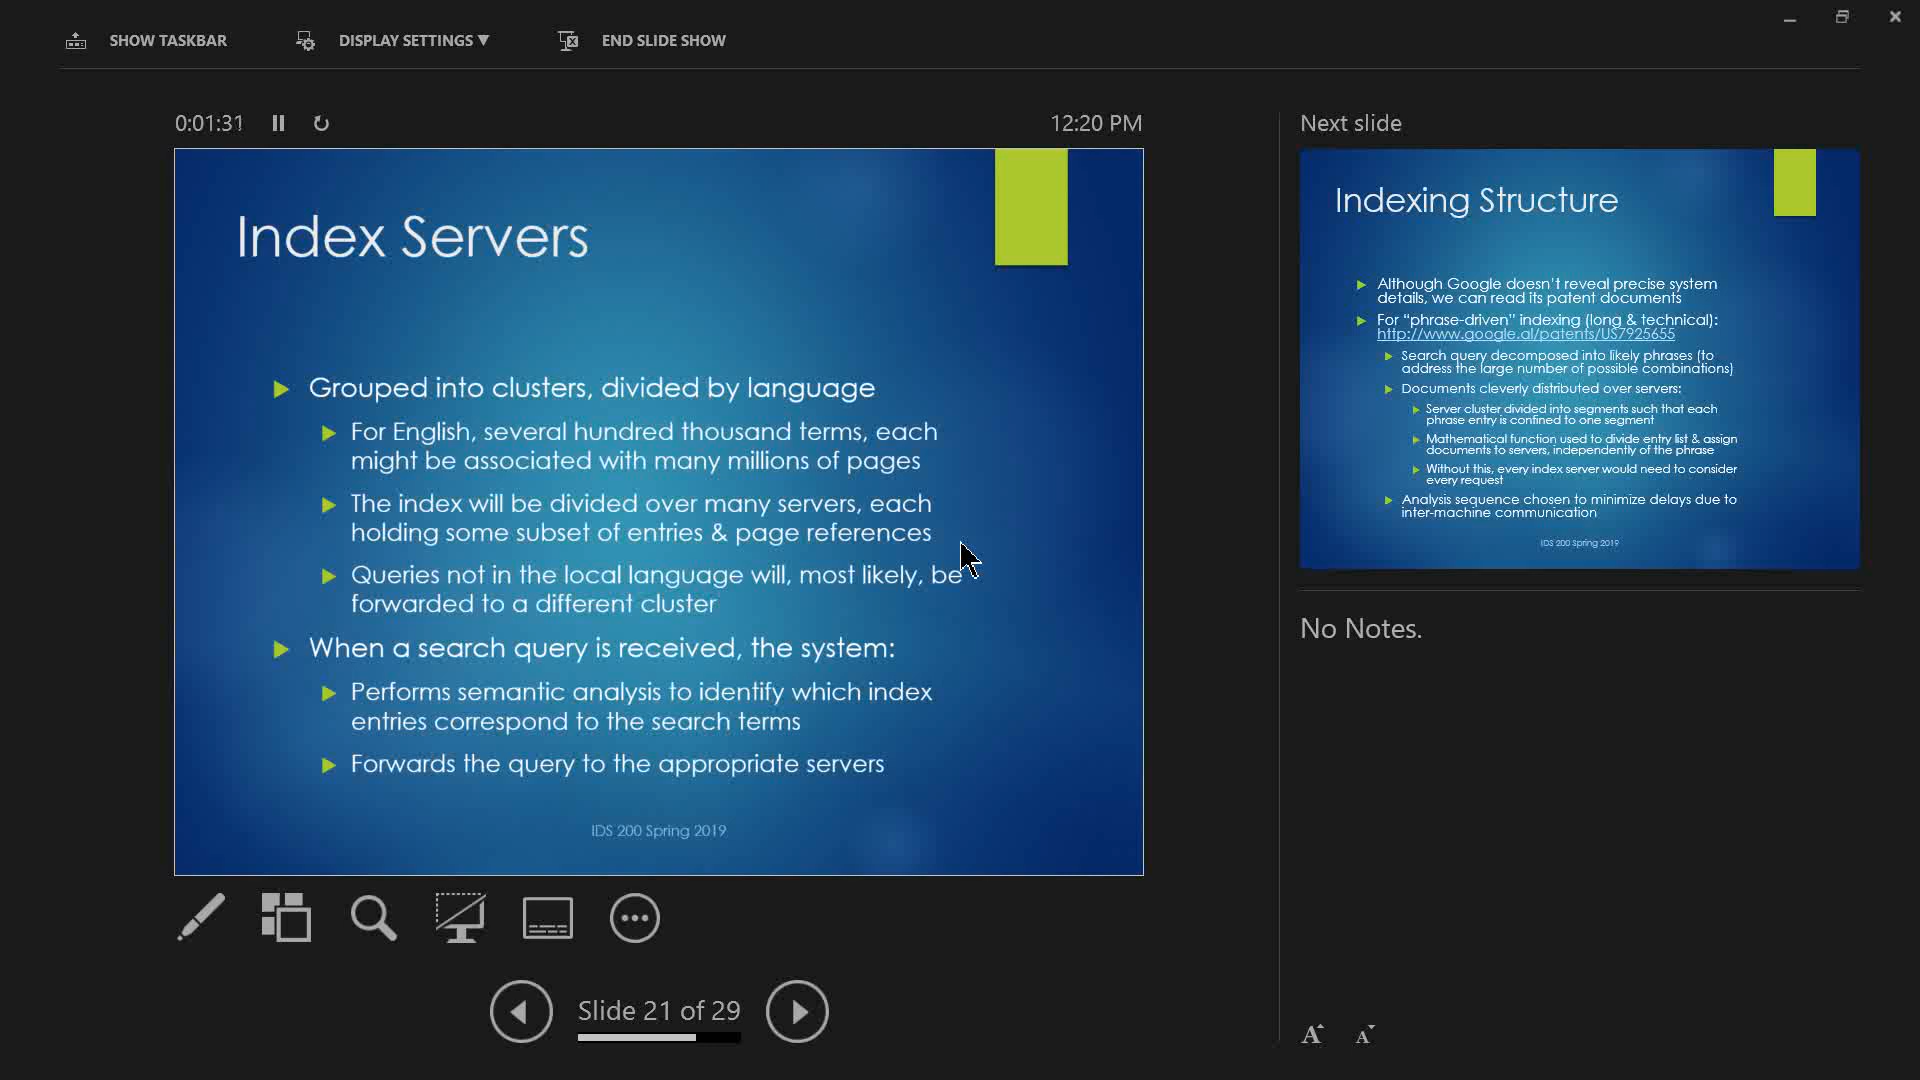 SHOW TASKBAR
DISPLAY SETTINGS ▼
END SLIDE SHOW
0:01:31
12:20 PM
Index Servers
Grouped into clusters, divided by language
For English, several hundred thousand terms, each
might be associated with many millions of pages
The index will be divided over many servers, each
holding some subset of entries & page references
Queries not in the local language will, most likely, be
forwarded to a different cluster
When a search query is received, the system:
Performs semantic analysis to identify which index
entries correspond to the search terms
Forwards the query to the appropriate servers
IDS 200 Spring 2019
Slide 21 of 29
Next slide
Indexing Structure
Although Google doesn't reveal precise system
details, we can read its patent documents
For “phrase-driven” indexing (long & technical):
http://www.google.al/patents/US7925655
Search query decomposed into likely phrases (to
address the large number of possible combinations)
Documents cleverly distributed over servers:
Server cluster divided into segments such that each
phrase entry is confined to one segment
Mathematical function used to divide entry list & assign
documents to servers, independently of the phrase
Without this, every index server would need to consider
every request
Analysis sequence chosen to minimize delays due to
inter-machine communication
IDS 200 Spring 2019
No Notes.
A A